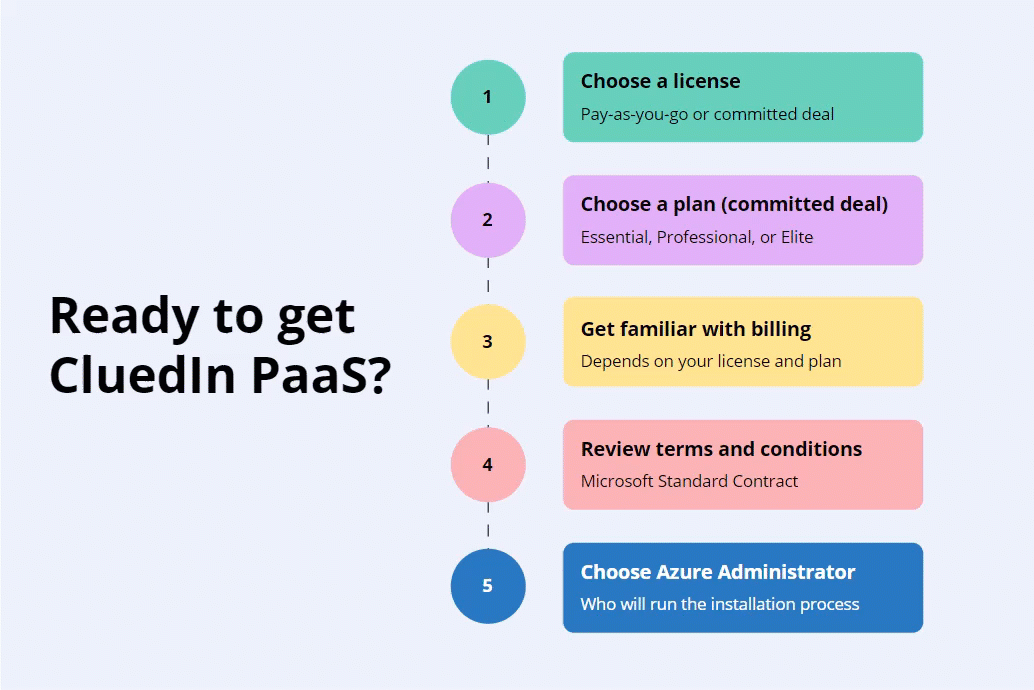 Ready to get
CluedIn PaaS?
1
Choose a license
Pay-as-you-go or committed deal
2
Choose a plan (committed deal)
Essential, Professional, or Elite
3
Get familiar with billing
Depends on your license and plan
4
Review terms and conditions
Microsoft Standard Contract
5
Choose Azure Administrator
Who will run the installation process